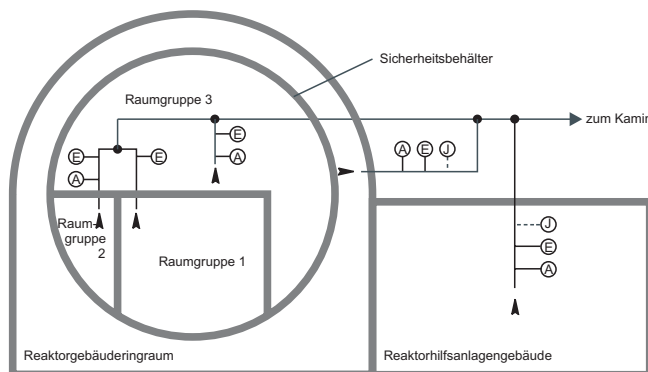 Sicherheitsbehälter
Raumgruppe 3
zum Kamin
E
E
E
A
A
A
E
J
Raum-
gruppe
2
Raumgruppe 1
J
E
A
Reaktorgebäuderingraum
Reaktorhilfsanlagengebäude